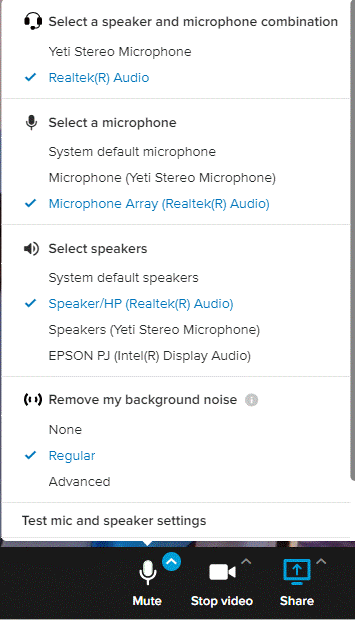 Select a speaker and microphone combination
Yeti Stereo Microphone
Realtek(R) Audio
Select a microphone
System default microphone
Microphone (Yeti Stereo Microphone)
Microphone Array (Realtek(R) Audio)
Select speakers
System default speakers
Speaker/HP (Realtek(R) Audio)
Speakers (Yeti Stereo Microphone)
EPSON PJ (Intel(R) Display Audio)
Remove my background noise
None
Regular
Advanced
Test mic and speaker settings
Mute Stop video Share